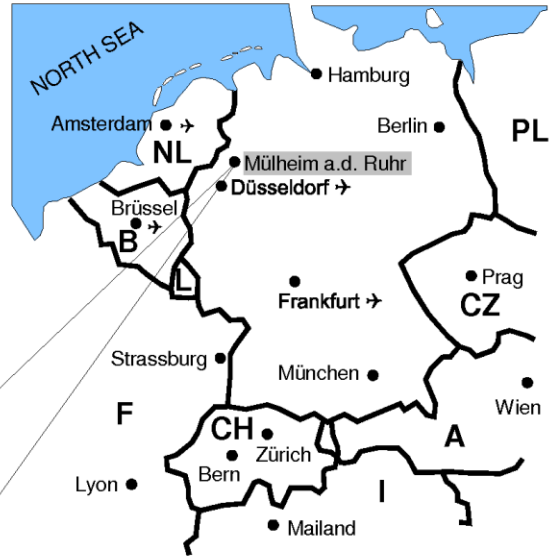 NORTH SEA
Hamburg
Amsterdam
Berlin
PL
NL
Mülheim a.d. Ruhr
Düsseldorf
Brüssel
B
L
Prag
Frankfurt
CZ
Strassburg
München
Wien
F
CH
Zürich
A
Bern
Lyon
I
Mailand